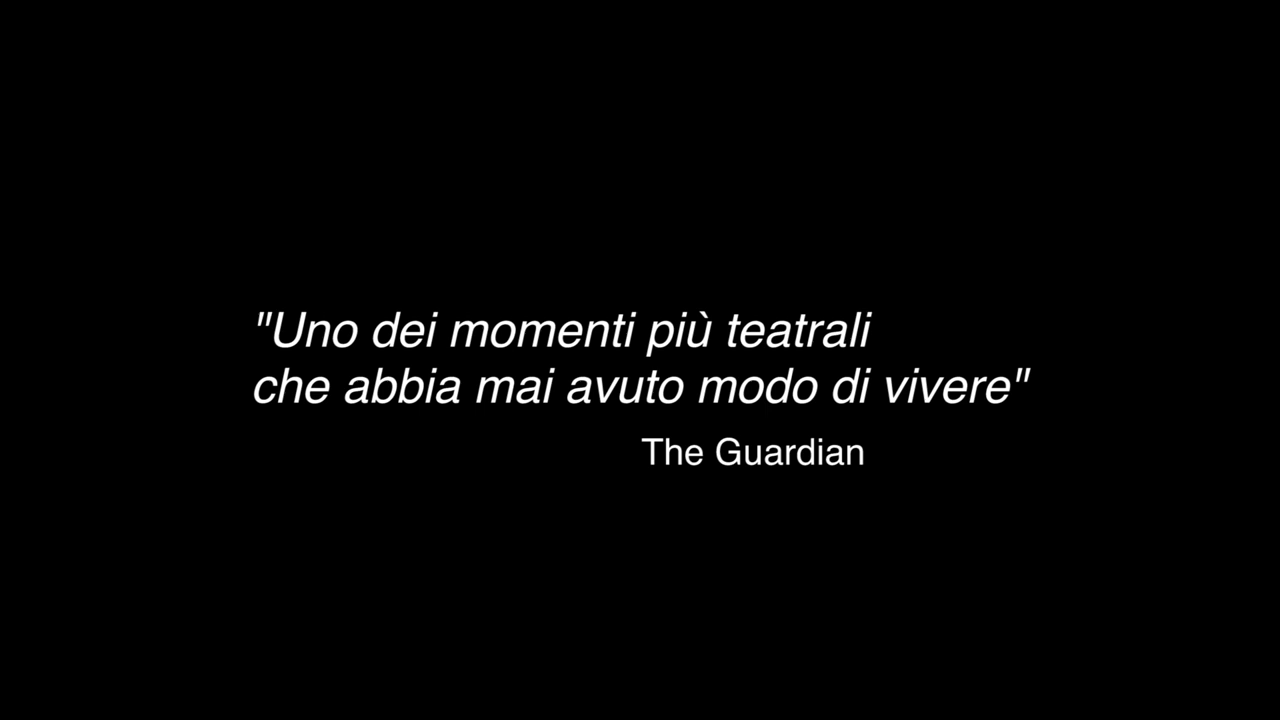 "Uno dei momenti più teatrali
che abbia mai avuto modo di vivere"
The Guardian